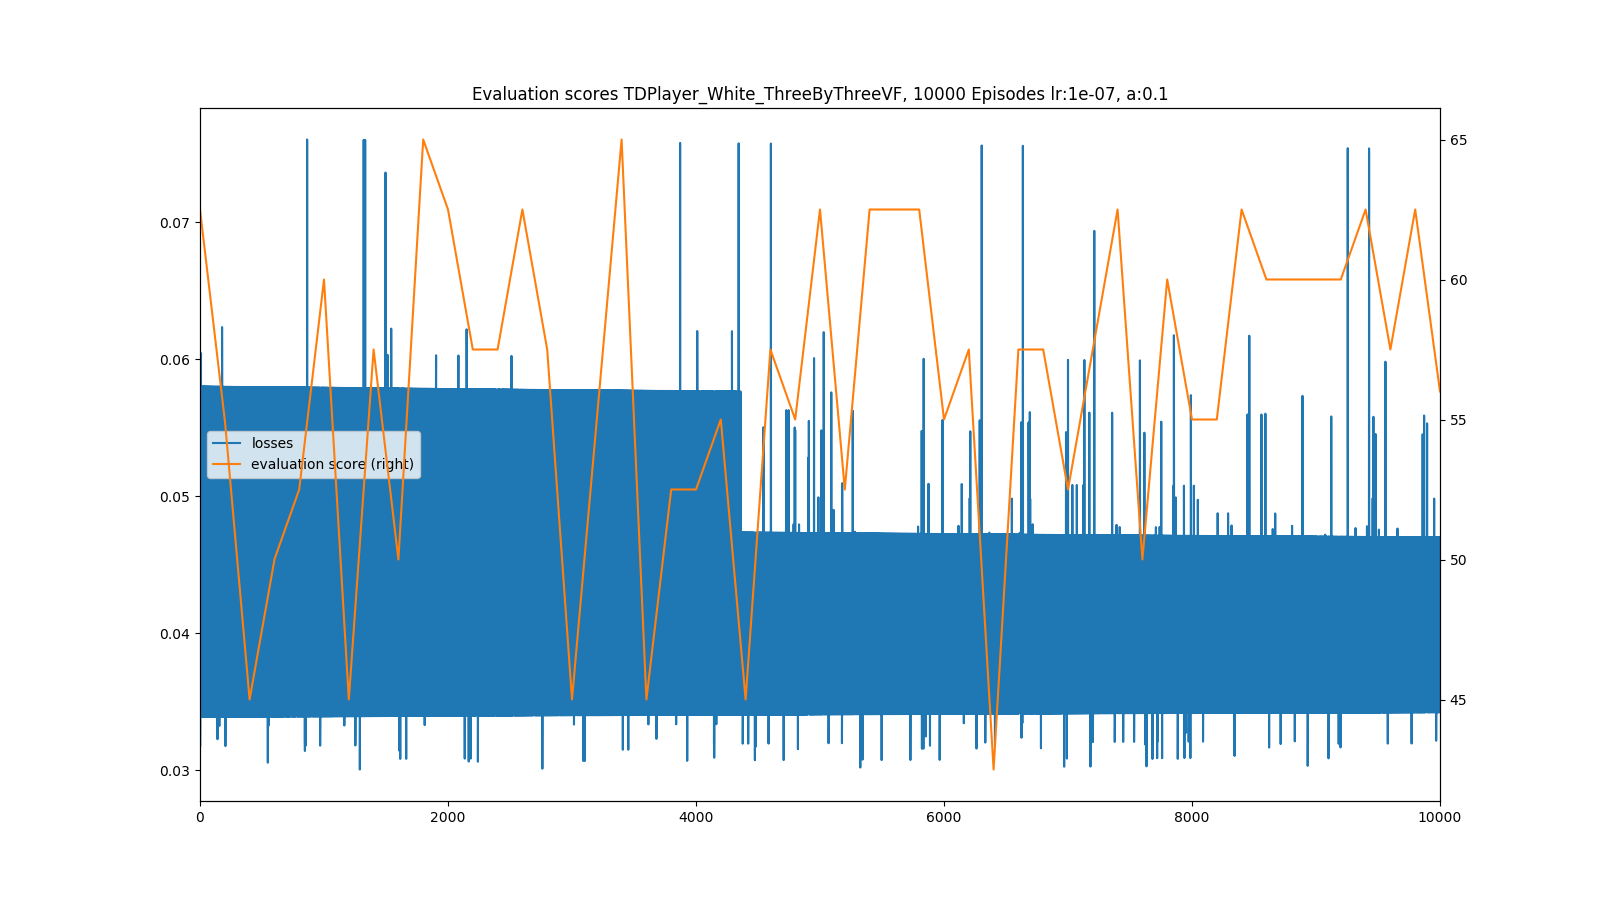 Evaluation scores TDPlayer_White_ThreeByThreeVF, 10000 Episodes lr:1e-07, a:0.1
0.07
0.06
0.05
0.04
0.03
losses
evaluation score (right)
65
60
55
50
45
0 2000 4000 6000 8000 10000